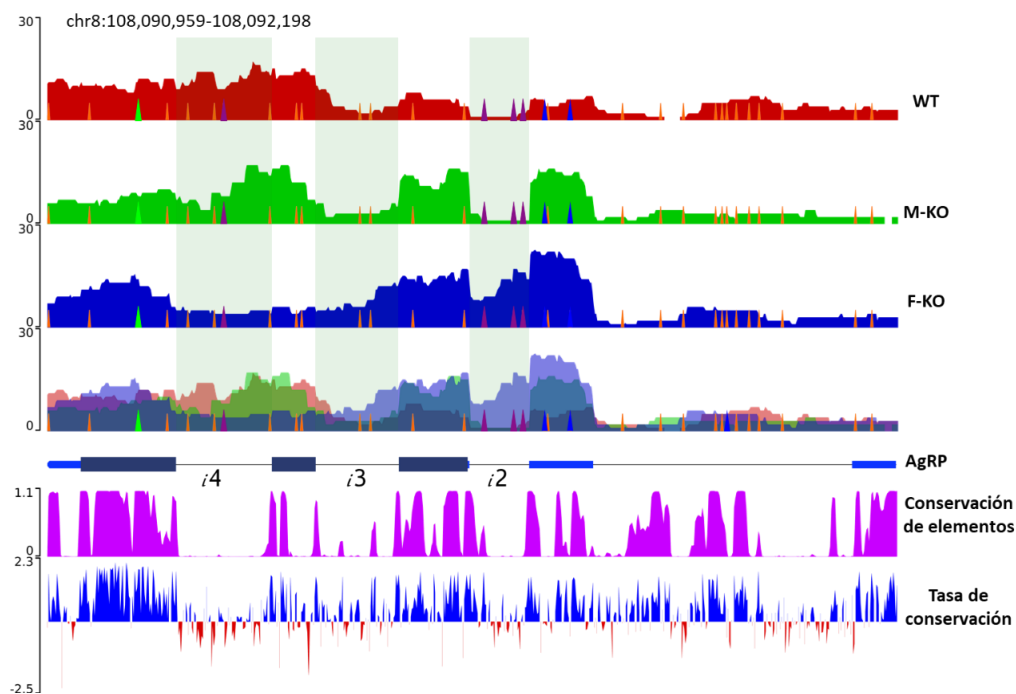 30
chr8:108,090,959-108,092,198
WT
0
30
M-KO
0
30
F-KO
0
30
0
AgRP
i4
i3
i2
1.1
Conservación
de elementos
0
2.3
Tasa de
conservación
-2.5